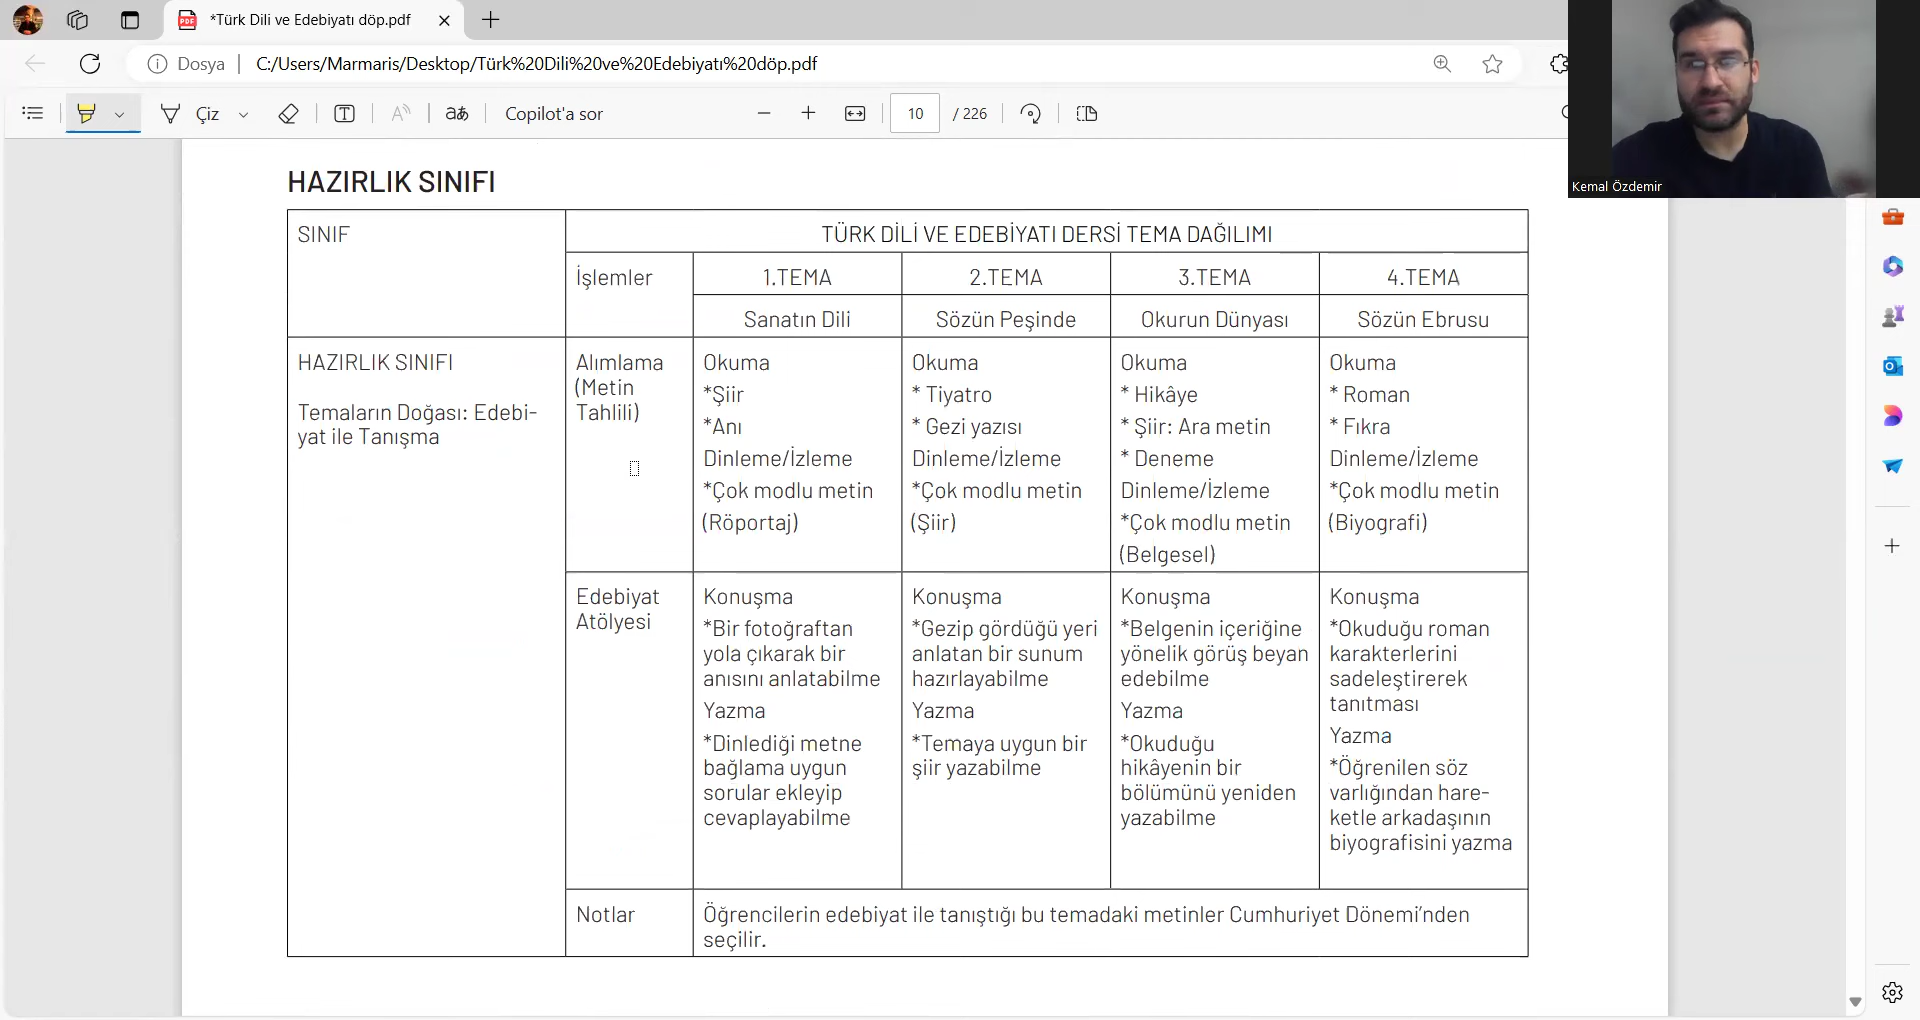 *Türk Dili ve Edebiyatı döp.pdf
Dosya
C:/Users/Marmaris/Desktop/Türk%20Dili%20ve%20Edebiyatı%20döp.pdf
Çiz
Copilot'a sor
10
/ 226
Kemal Özdemir
HAZIRLIK SINIFI
SINIF
TÜRK DİLİ VE EDEBİYATI DERSİ TEMA DAĞILIMI
İşlemler
1.TEMA
2.TEMA
3.TEMA
4.TEMA
Sanatın Dili
Sözün Peşinde
Okurun Dünyası
Sözün Ebrusu
HAZIRLIK SINIFI
Temaların Doğası: Edebi-
yat ile Tanışma
Alımlama
(Metin
Tahlili)
Okuma
*Şiir
*Anı
Dinleme/İzleme
*Çok modlu metin
(Röportaj)
Okuma
* Tiyatro
* Gezi yazısı
Dinleme/İzleme
*Çok modlu metin
(Şiir)
Okuma
* Hikâye
* Şiir: Ara metin
* Deneme
Dinleme/İzleme
*Çok modlu metin
(Belgesel)
Okuma
* Roman
* Fıkra
Dinleme/İzleme
*Çok modlu metin
(Biyografi)
Edebiyat
Atölyesi
Konuşma
*Bir fotoğraftan
yola çıkarak bir
anısını anlatabilme
Yazma
*Dinlediği metne
bağlama uygun
sorular ekleyip
cevaplayabilme
Konuşma
*Gezip gördüğü yeri
anlatan bir sunum
hazırlayabilme
Yazma
*Temaya uygun bir
şiir yazabilme
Konuşma
*Belgenin içeriğine
yönelik görüş beyan
edebilme
Yazma
*Okuduğu
hikâyenin bir
bölümünü yeniden
yazabilme
Konuşma
*Okuduğu roman
karakterlerini
sadeleştirerek
tanıtması
Yazma
*Öğrenilen söz
varlığından hare-
ketle arkadaşının
biyografisini yazma
Notlar
Öğrencilerin edebiyat ile tanıştığı bu temadaki metinler Cumhuriyet Dönemi’nden
seçilir.